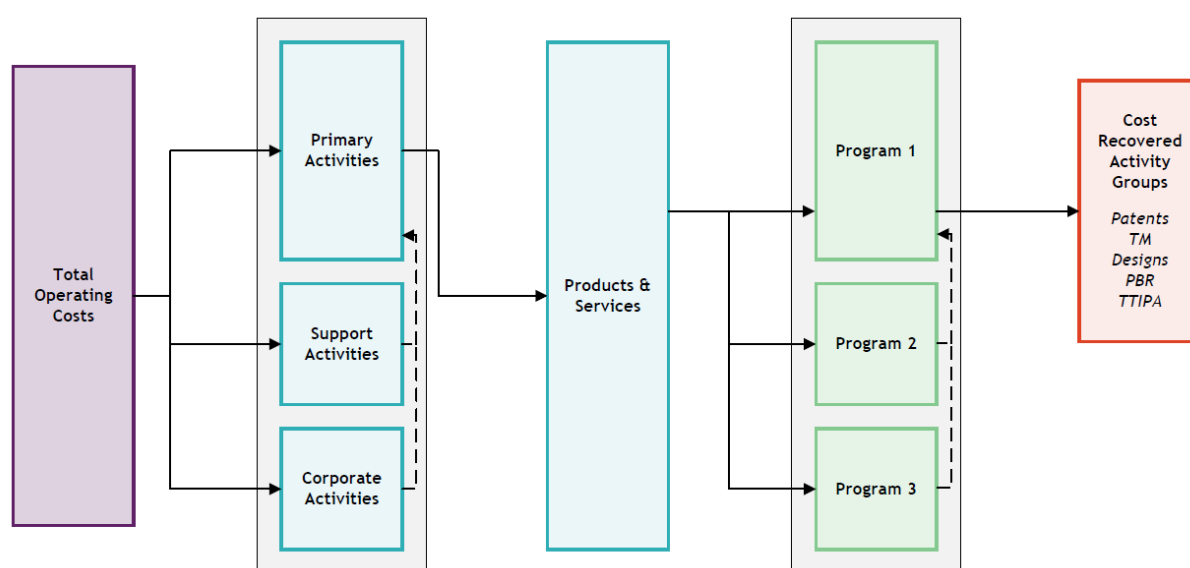 Total
Operating
Costs
Primary
Activities
Support
Activities
Corporate
Activities
Products &
Services
Program 1
Program 2
Program 3
Cost
Recovered
Activity
Groups
Patents
TM
Designs
PBR
TTIPA